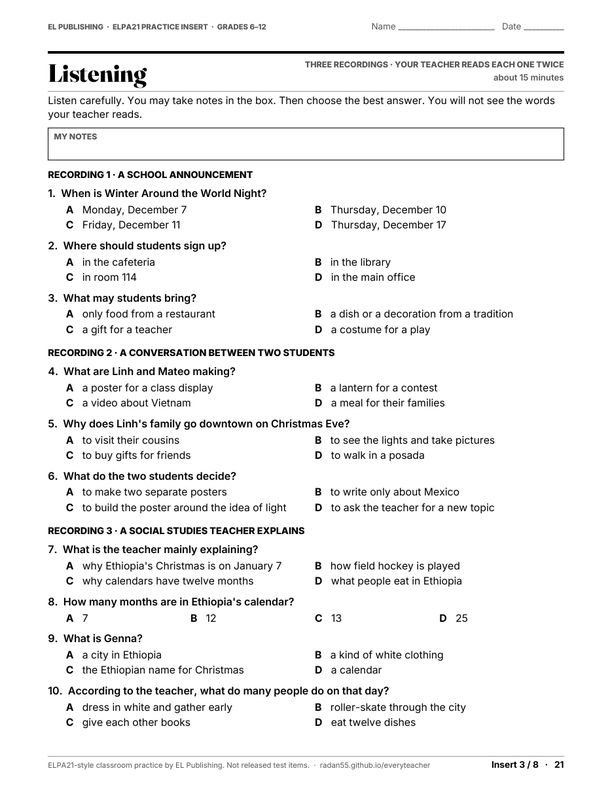 EL PUBLISHING · ELPA21 PRACTICE INSERT · GRADES 6–12 Name ______________________ Date _________
Listening
THREE RECORDINGS · YOUR TEACHER READS EACH ONE TWICE
about 15 minutes
Listen carefully. You may take notes in the box. Then choose the best answer. You will not see the words
your teacher reads.
MY NOTES
RECORDING 1 · A SCHOOL ANNOUNCEMENT
1. When is Winter Around the World Night?
A Monday, December 7 B Thursday, December 10
C Friday, December 11 D Thursday, December 17
2. Where should students sign up?
A in the cafeteria B in the library
C in room 114 D in the main office
3. What may students bring?
A only food from a restaurant B a dish or a decoration from a tradition
C a gift for a teacher D a costume for a play
RECORDING 2 · A CONVERSATION BETWEEN TWO STUDENTS
4. What are Linh and Mateo making?
A a poster for a class display B a lantern for a contest
C a video about Vietnam D a meal for their families
5. Why does Linh's family go downtown on Christmas Eve?
A to visit their cousins B to see the lights and take pictures
C to buy gifts for friends D to walk in a posada
6. What do the two students decide?
A to make two separate posters B to write only about Mexico
C to build the poster around the idea of light D to ask the teacher for a new topic
RECORDING 3 · A SOCIAL STUDIES TEACHER EXPLAINS
7. What is the teacher mainly explaining?
A why Ethiopia's Christmas is on January 7 B how field hockey is played
C why calendars have twelve months D what people eat in Ethiopia
8. How many months are in Ethiopia's calendar?
A 7 B 12 C 13 D 25
9. What is Genna?
A a city in Ethiopia B a kind of white clothing
C the Ethiopian name for Christmas D a calendar
10. According to the teacher, what do many people do on that day?
A dress in white and gather early B roller-skate through the city
C give each other books D eat twelve dishes
ELPA21-style classroom practice by EL Publishing. Not released test items. · radan55.github.io/everyteacher Insert 3 / 8 · 21